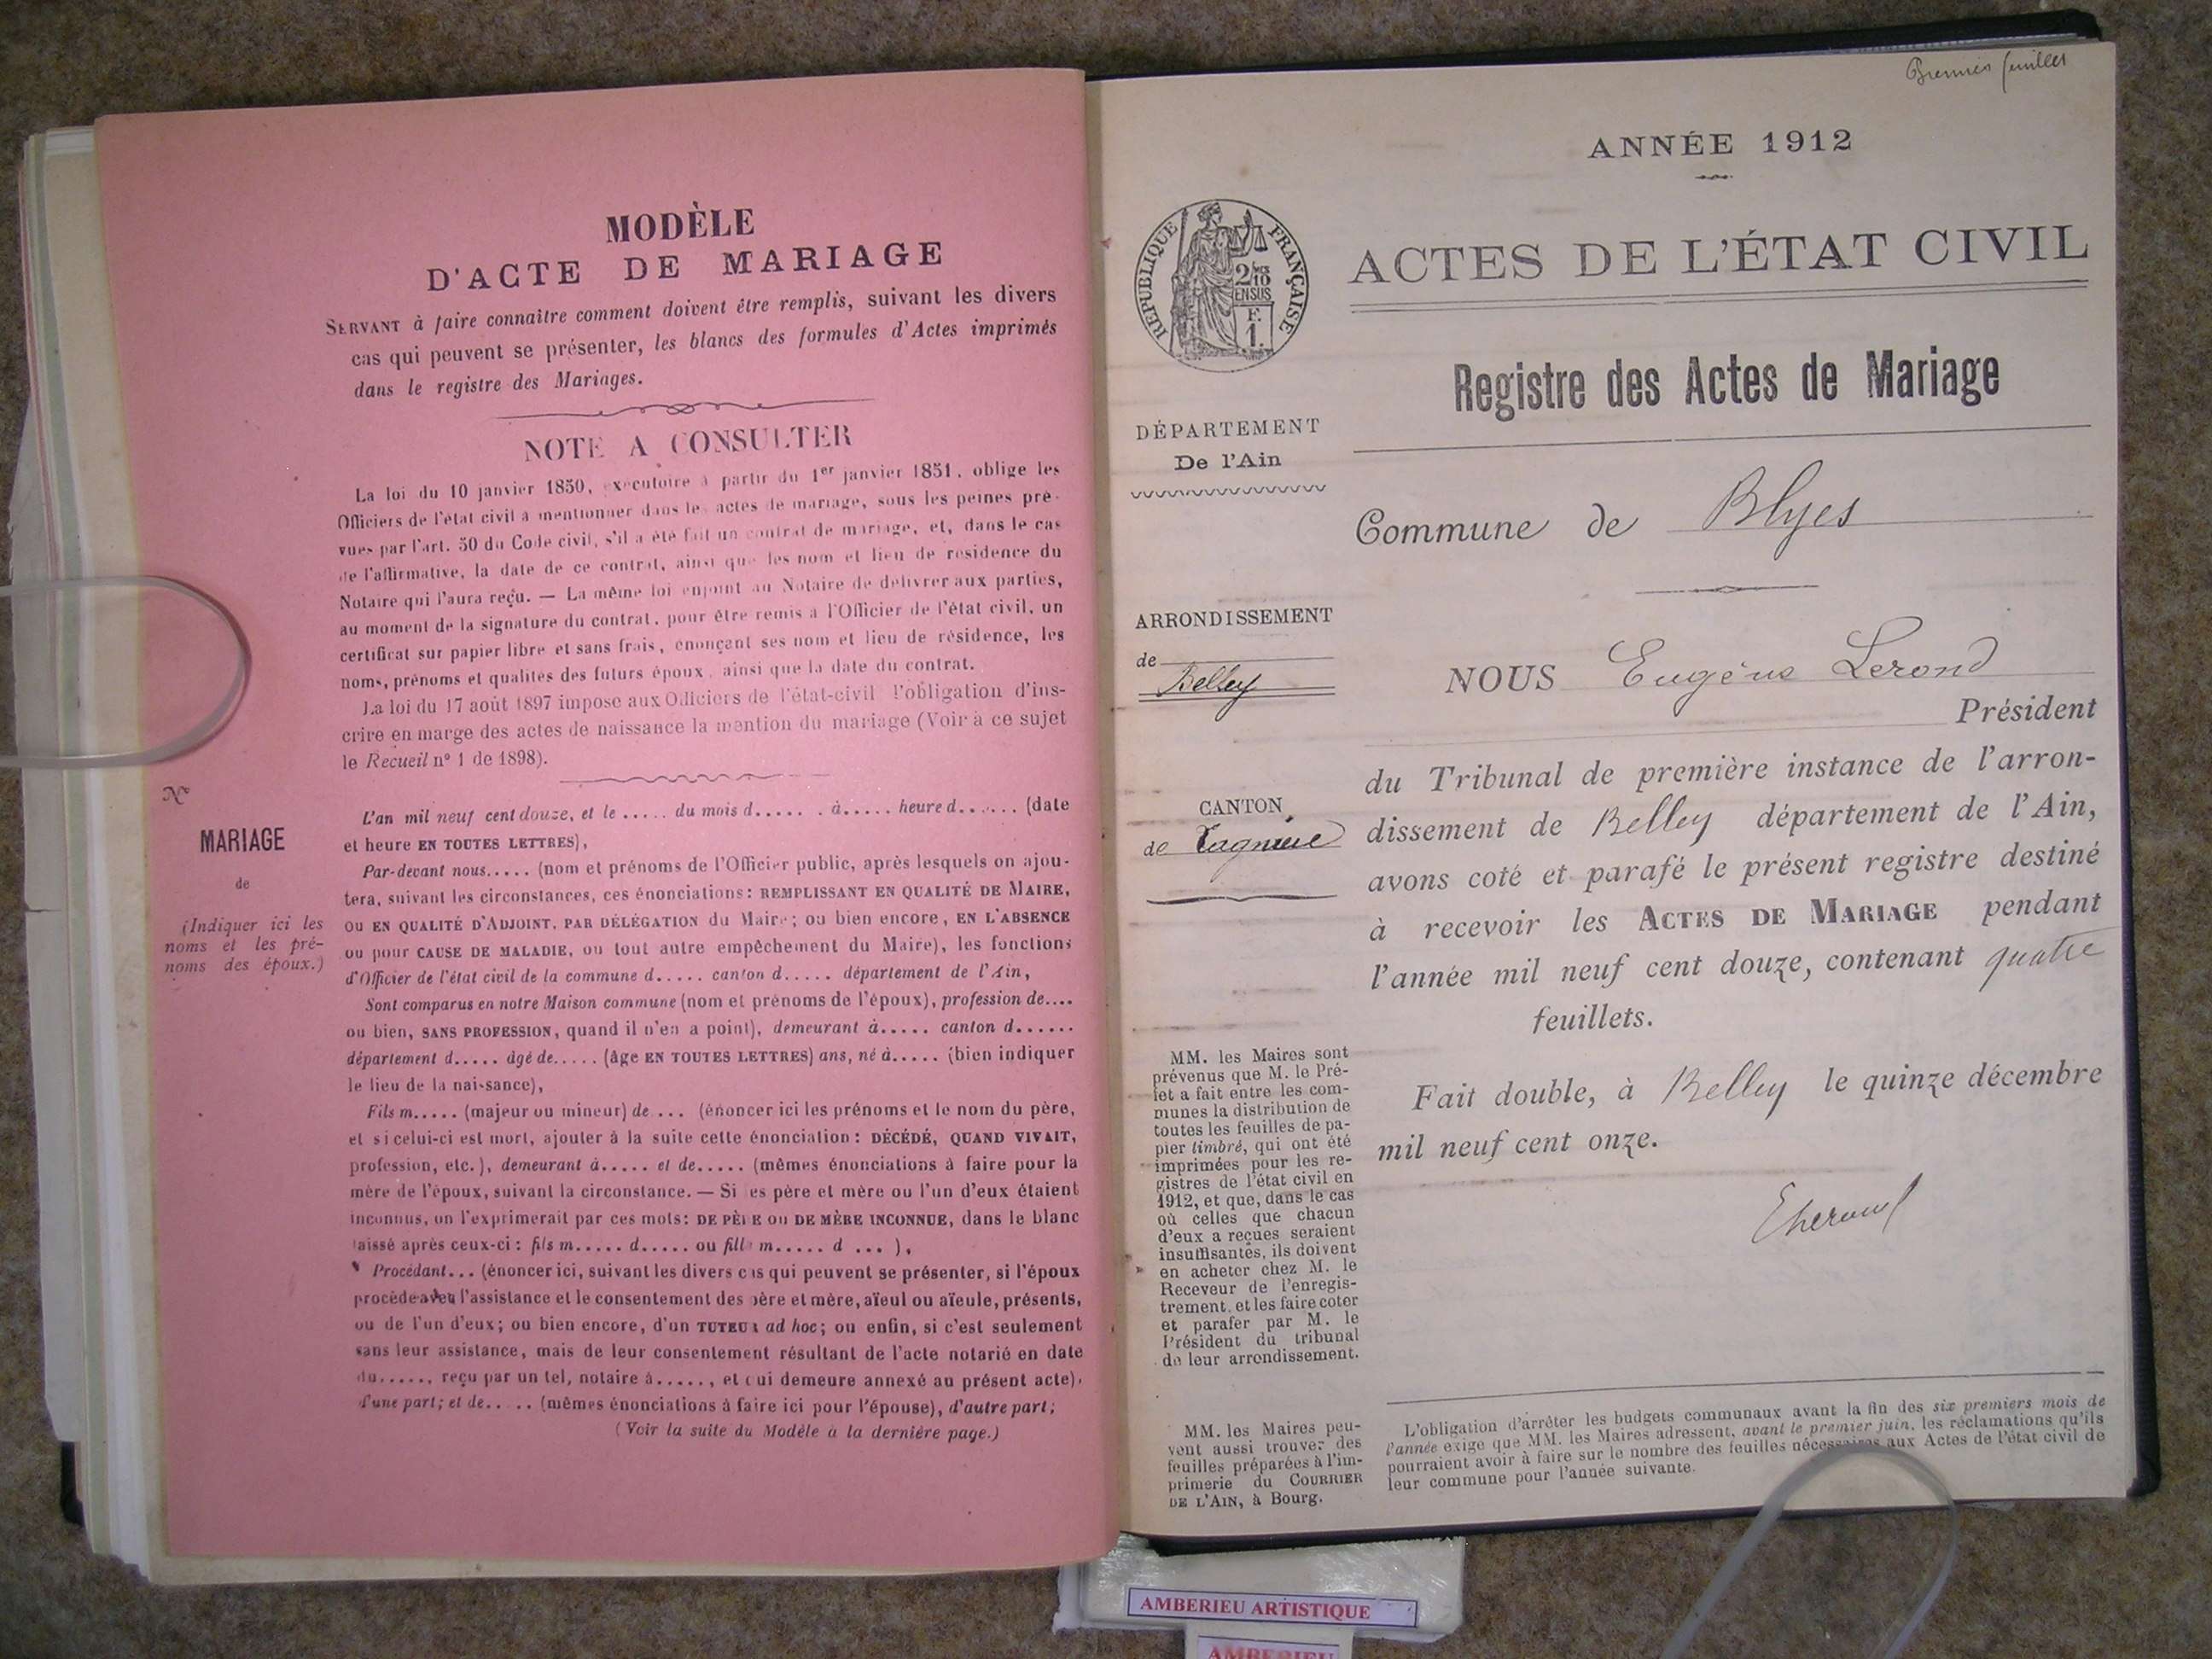 MODÈLE
D'ACTE DE MARIAGE
SERVANT à faire connaître comment doivent être remplis, suivant les divers
cas qui peuvent se présenter, les blancs des formules d'Actes imprimés
dans le registre des Mariages.
NOTE A CONSULTER
La loi du 10 janvier 1850, exécutoire à partir du 1er janvier 1851, oblige les
Officiers de l'état civil à mentionner dans les actes de mariage, sous les peines pré-
vues par l'art. 50 du Code civil, s'il a été fait un contrat de mariage, et, dans le cas
de l'affirmative, la date de ce contrat, ainsi que les nom et lieu de résidence du
Notaire qui l'aura reçu. — La même loi enjoint au Notaire de délivrer aux parties,
au moment de la signature du contrat, pour être remis à l'Officier de l'état civil, un
certificat sur papier libre et sans frais, énonçant ses nom et lieu de résidence, les
noms, prénoms et qualités des futurs époux, ainsi que la date du contrat.
La loi du 17 août 1897 impose aux Officiers de l'état-civil l'obligation d'ins-
crire en marge des actes de naissance la mention du mariage (Voir à ce sujet
le Recueil n° 1 de 1898).
N°
MARIAGE
de
(Indiquer ici les
noms et les pré-
noms des époux.)
L'an mil neuf cent douze, et le ..... du mois d...... à..... heure d....... (date
et heure EN TOUTES LETTRES),
Par-devant nous..... (nom et prénoms de l'Officier public, après lesquels on ajou-
tera, suivant les circonstances, ces énonciations: REMPLISSANT EN QUALITÉ DE MAIRE,
OU EN QUALITÉ D'ADJOINT, PAR DÉLÉGATION du Maire; ou bien encore, EN L'ABSENCE
ou pour CAUSE DE MALADIE, ou tout autre empêchement du Maire), les fonctions
d'Officier de l'état civil de la commune d..... canton d..... département de l'Ain,
Sont comparus en notre Maison commune (nom et prénoms de l'époux), profession de....
ou bien, SANS PROFESSION, quand il n'en a point), demeurant à..... canton d......
département d..... âgé de..... (âge EN TOUTES LETTRES) ans, né à..... (bien indiquer
le lieu de la naissance),
Fils m..... (majeur ou mineur) de ... (énoncer ici les prénoms et le nom du père,
et si celui-ci est mort, ajouter à la suite cette énonciation: DÉCÉDÉ, QUAND VIVAIT,
profession, etc.), demeurant à..... et de..... (mêmes énonciations à faire pour la
mère de l'époux, suivant la circonstance. — Si les père et mère ou l'un d'eux étaient
inconnus, on l'exprimerait par ces mots: DE PÈRE OU DE MÈRE INCONNUE, dans le blanc
laissé après ceux-ci: fils m..... d..... ou fille m..... d ... ),
Procédant... (énoncer ici, suivant les divers cas qui peuvent se présenter, si l'époux
procède avec l'assistance et le consentement des père et mère, aïeul ou aïeule, présents,
ou de l'un d'eux; ou bien encore, d'un TUTEUR ad hoc; ou enfin, si c'est seulement
sans leur assistance, mais de leur consentement résultant de l'acte notarié en date
du....., reçu par un tel, notaire à....., et qui demeure annexé au présent acte),
d'une part; et de..... (mêmes énonciations à faire ici pour l'épouse), d'autre part;
(Voir la suite du Modèle à la dernière page.)
Premier feuillet
ANNÉE 1912
RÉPUBLIQUE FRANÇAISE
2/10
EN SUS
F.
1.
ACTES DE L'ÉTAT CIVIL
Registre des Actes de Mariage
DÉPARTEMENT
De l'Ain
Commune de Blyes
ARRONDISSEMENT
de
Belley
NOUS Eugène Lerond
Président
du Tribunal de première instance de l'arron-
dissement de Belley département de l'Ain,
avons coté et parafé le présent registre destiné
à recevoir les ACTES DE MARIAGE pendant
l'année mil neuf cent douze, contenant quatre
feuillets.
CANTON
de Lagnieu
Fait double, à Belley le quinze décembre
mil neuf cent onze.
MM. les Maires sont
prévenus que M. le Pré-
fet a fait entre les com-
munes la distribution de
toutes les feuilles de pa-
pier timbré, qui ont été
imprimées pour les re-
gistres de l'état civil en
1912, et que, dans le cas
où celles que chacun
d'eux a reçues seraient
insuffisantes, ils doivent
en acheter chez M. le
Receveur de l'enregis-
trement, et les faire coter
et parafer par M. le
Président du tribunal
de leur arrondissement.
MM. les Maires peu-
vent aussi trouver des
feuilles préparées à l'im-
primerie du COURRIER
DE L'AIN, à Bourg.
L'obligation d'arrêter les budgets communaux avant la fin des six premiers mois de
l'année exige que MM. les Maires adressent, avant le premier juin, les réclamations qu'ils
pourraient avoir à faire sur le nombre des feuilles nécessaires aux Actes de l'état civil de
leur commune pour l'année suivante.
AMBERIEU ARTISTIQUE
AMBERIEU